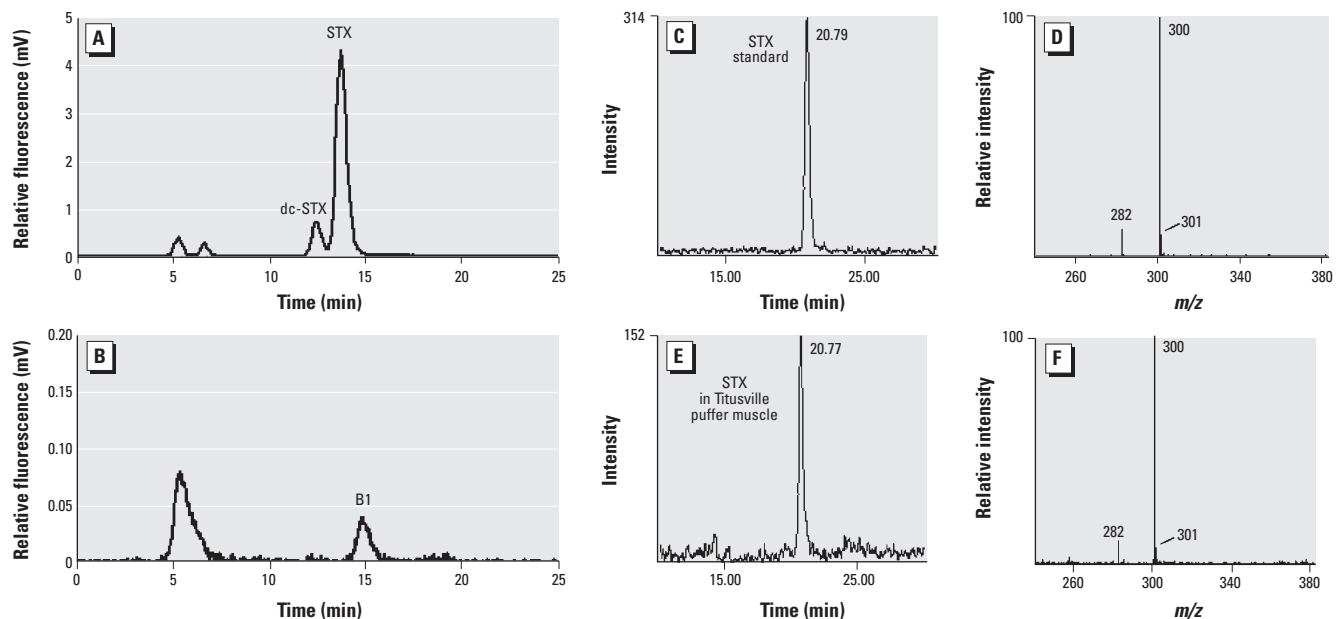 A
Relative fluorescence (mV)
5
4
3
2
1
0
STX
dc-STX
0
5
10
15
20
25
Time (min)
C
Intensity
314
STX
standard
20.79
15.00
25.00
Time (min)
D
Relative intensity
100
300
282
301
260
300
340
380
m/z
B
Relative fluorescence (mV)
0.20
0.15
0.10
0.05
0
B1
0
5
10
15
20
25
Time (min)
E
Intensity
152
STX
in Titusville
puffer muscle
20.77
15.00
25.00
Time (min)
F
Relative intensity
100
300
282
301
260
300
340
380
m/z